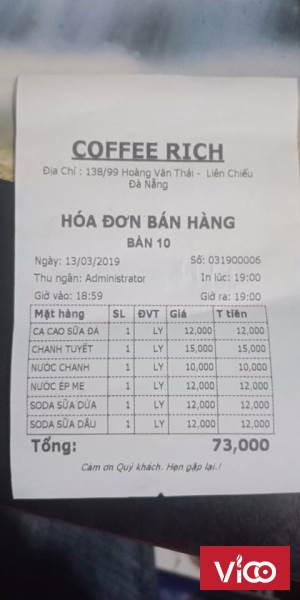 COFFEE RICH
Địa Chỉ : 138/99 Hoàng Văn Thái - Liên Chiểu
Đà Nẵng
HÓA ĐƠN BÁN HÀNG
BÀN 10
Ngày: 13/03/2019 Số: 031900006
Thu ngân: Administrator In lúc: 19:00
Giờ vào: 18:59 Giờ ra: 19:00
Mặt hàng SL ĐVT Giá T tiền
CA CAO SỮA ĐÁ 1 LY 12,000 12,000
CHANH TUYẾT 1 LY 15,000 15,000
NƯỚC CHANH 1 LY 10,000 10,000
NƯỚC ÉP ME 1 LY 12,000 12,000
SODA SỮA DỪA 1 LY 12,000 12,000
SODA SỮA DÂU 1 LY 12,000 12,000
Tổng: 73,000
Cám ơn Quý khách. Hẹn gặp lại.!
VICO